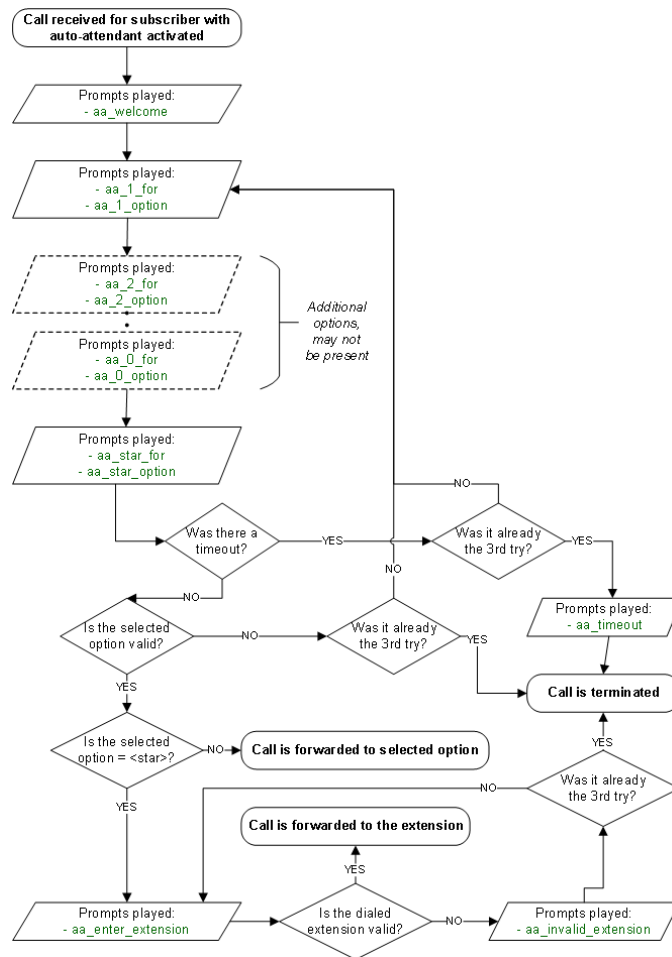 Call received for subscriber with
auto-attendant activated
Prompts played:
- aa_welcome
Prompts played:
- aa_1_for
- aa_1_option
Prompts played:
- aa_2_for
- aa_2_option
Additional
options,
may not
be present
Prompts played:
- aa_0_for
- aa_0_option
Prompts played:
- aa_star_for
- aa_star_option
NO
Was there a
timeout?
YES
Was it already
the 3rd try?
YES
NO
NO
Prompts played:
- aa_timeout
Is the selected
option valid?
NO
Was it already
the 3rd try?
YES
YES
Call is terminated
Is the selected
option = <star>?
NO
Call is forwarded to selected option
YES
YES
Was it already
the 3rd try?
NO
Call is forwarded to the extension
YES
Prompts played:
- aa_enter_extension
Is the dialed
extension valid?
NO
Prompts played:
- aa_invalid_extension